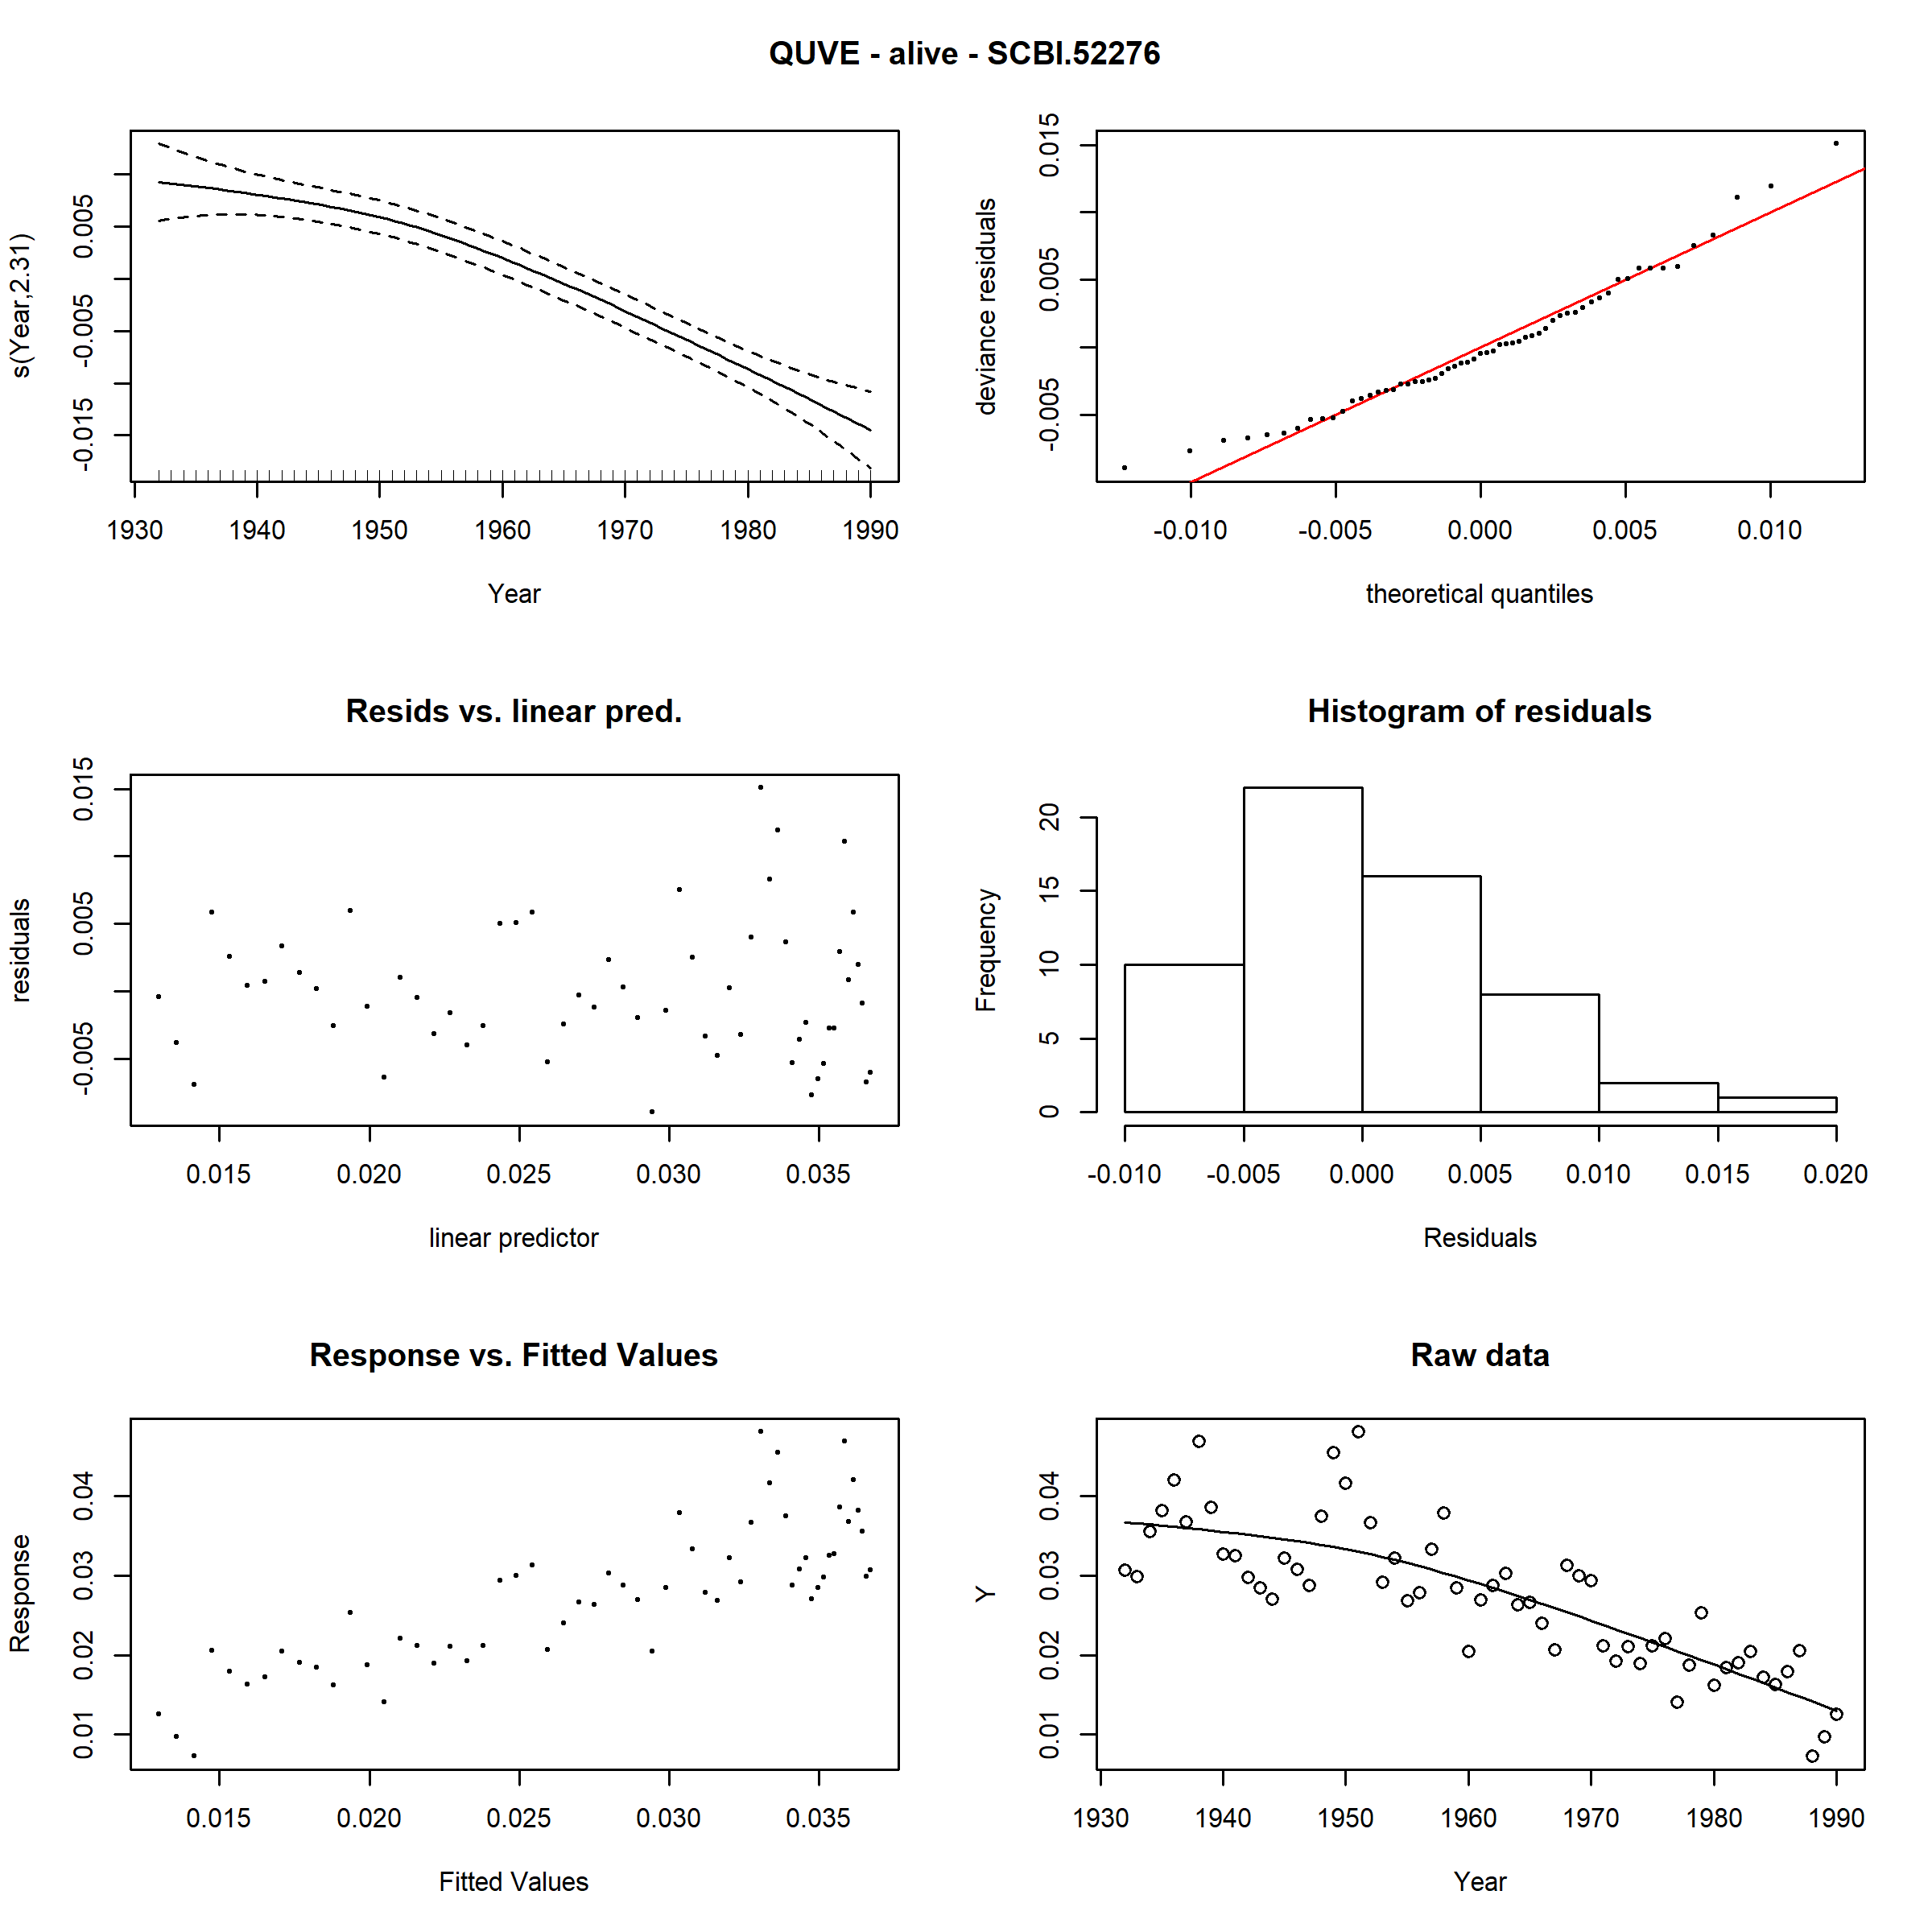 QUVE - alive - SCBI.52276
s(Year,2.31)
-0.015 -0.005 0.005
1930 1940 1950 1960 1970 1980 1990
Year
deviance residuals
-0.005 0.005 0.015
-0.010 -0.005 0.000 0.005 0.010
theoretical quantiles
Resids vs. linear pred.
residuals
-0.005 0.005 0.015
0.015 0.020 0.025 0.030 0.035
linear predictor
Histogram of residuals
Frequency
0 5 10 15 20
-0.010 -0.005 0.000 0.005 0.010 0.015 0.020
Residuals
Response vs. Fitted Values
Response
0.01 0.02 0.03 0.04
0.015 0.020 0.025 0.030 0.035
Fitted Values
Raw data
Y
0.01 0.02 0.03 0.04
1930 1940 1950 1960 1970 1980 1990
Year